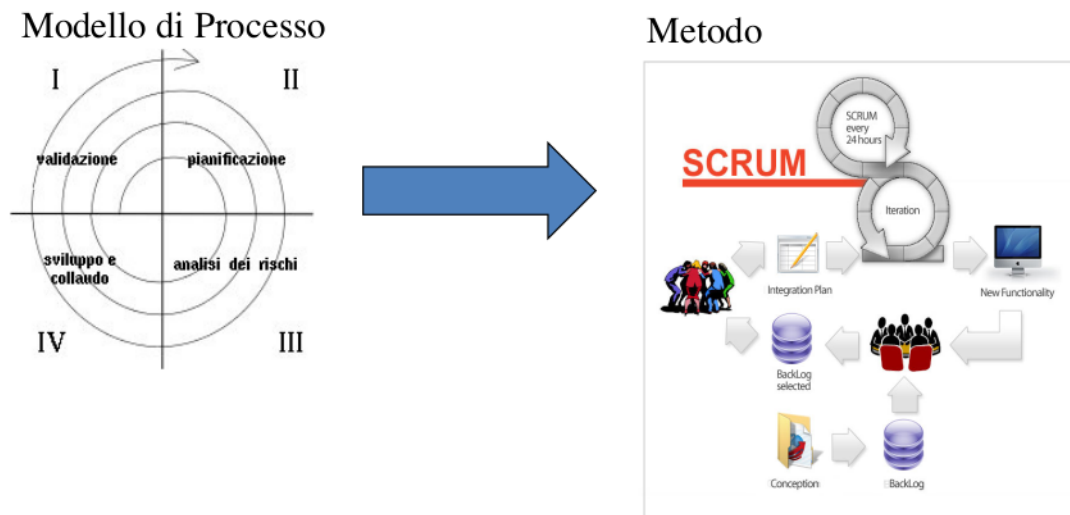 Modello di Processo
I
II
validazione
pianificazione
sviluppo e
collaudo
analisi dei rischi
IV
III
Metodo
SCRUM
every
24 hours
SCRUM
Iteration
Integration Plan
New Functionality
BackLog
selected
Conception
BackLog